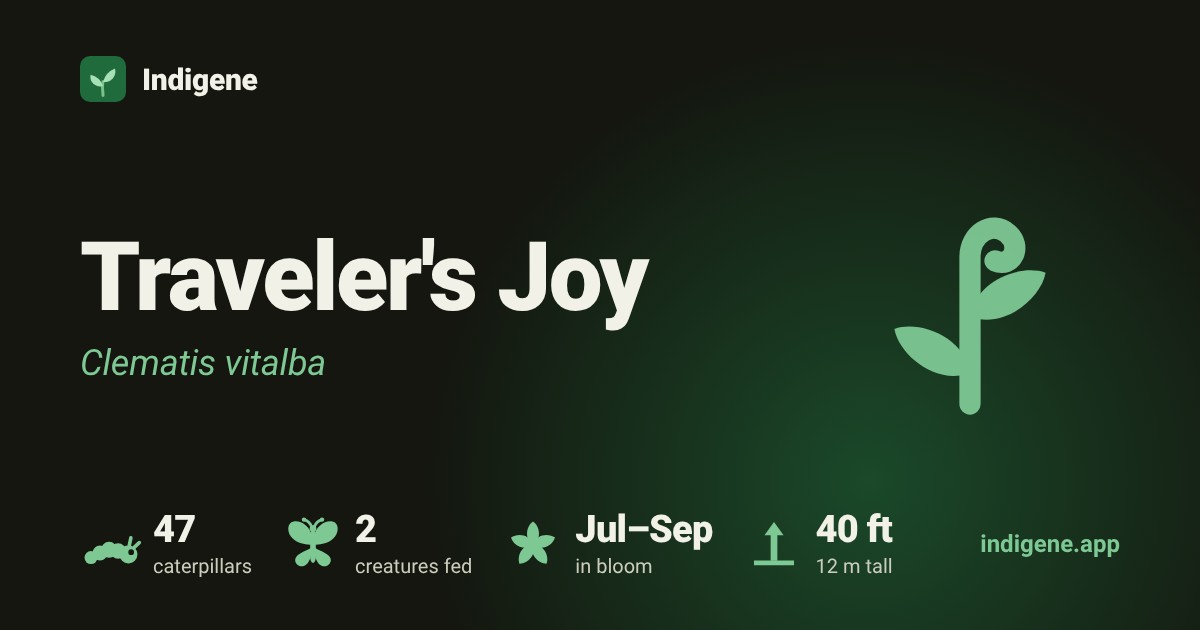 Indigene
Traveler's Joy
Clematis vitalba
47
caterpillars
2
creatures fed
Jul–Sep
in bloom
40 ft
12 m tall
indigene.app